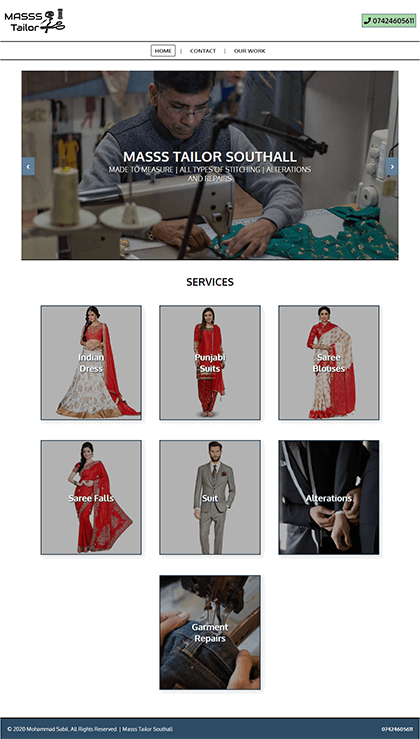 MASSS
Tailor
07424605611
HOME | CONTACT | OUR WORK
MASSS TAILOR SOUTHALL
MADE TO MEASURE | ALL TYPES OF STITCHING | ALTERATIONS
AND REPAIRS
SERVICES
Indian
Dress
Punjabi
Suits
Saree
Blouses
Saree Falls
Suit
Alterations
Garment
Repairs
© 2020 Mohammad Sabil, All Rights Reserved. | Masss Tailor Southall
07424605611